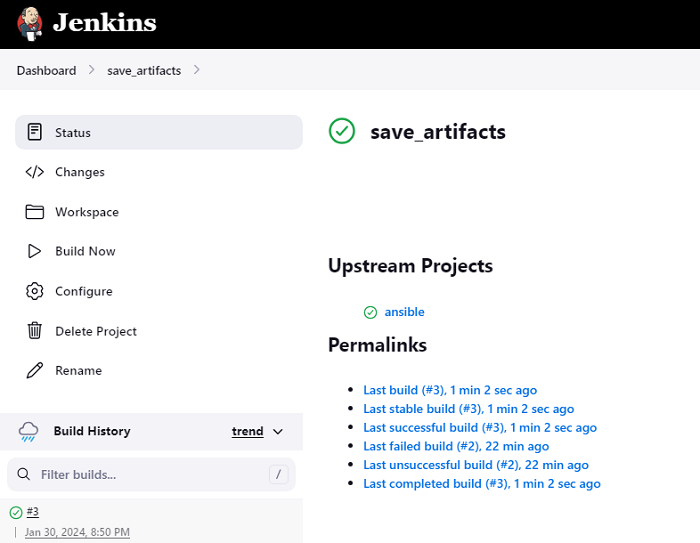 Jenkins
Dashboard > save_artifacts >
Status
Changes
Workspace
Build Now
Configure
Delete Project
Rename
Build History trend
Filter builds... /
#3
Jan 30, 2024, 8:50 PM
save_artifacts
Upstream Projects
ansible
Permalinks
Last build (#3), 1 min 2 sec ago
Last stable build (#3), 1 min 2 sec ago
Last successful build (#3), 1 min 2 sec ago
Last failed build (#2), 22 min ago
Last unsuccessful build (#2), 22 min ago
Last completed build (#3), 1 min 2 sec ago